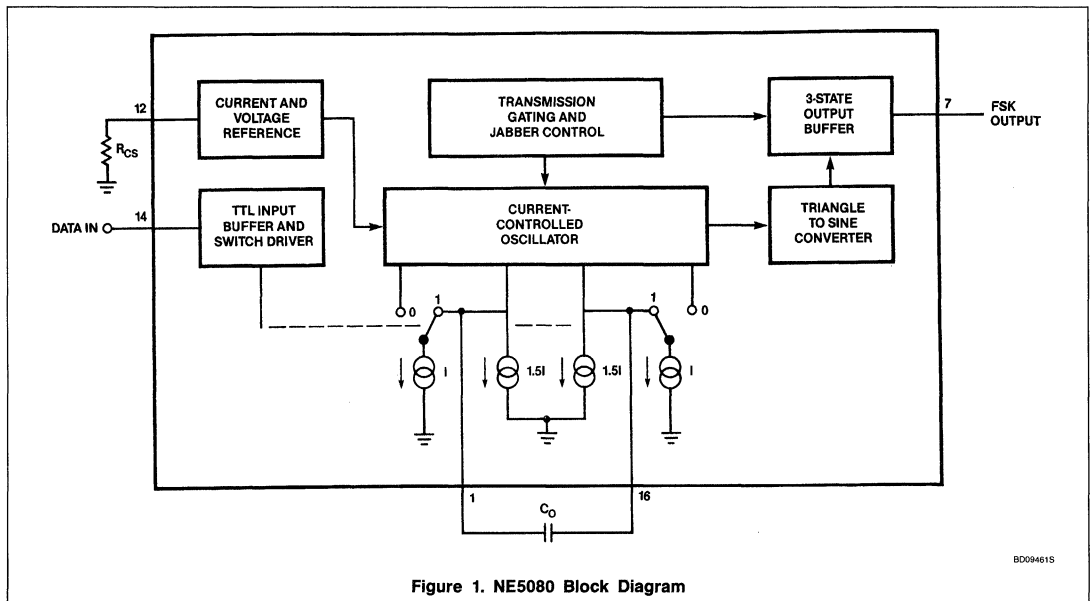 12
CURRENT AND
VOLTAGE
REFERENCE
TRANSMISSION
GATING AND
JABBER CONTROL
3-STATE
OUTPUT
BUFFER
7
FSK
OUTPUT
RCS
DATA IN
14
TTL INPUT
BUFFER AND
SWITCH DRIVER
CURRENT-
CONTROLLED
OSCILLATOR
TRIANGLE
TO SINE
CONVERTER
0
1
1
0
I
1.5I
1.5I
I
1
16
CO
BD09461S
Figure 1. NE5080 Block Diagram